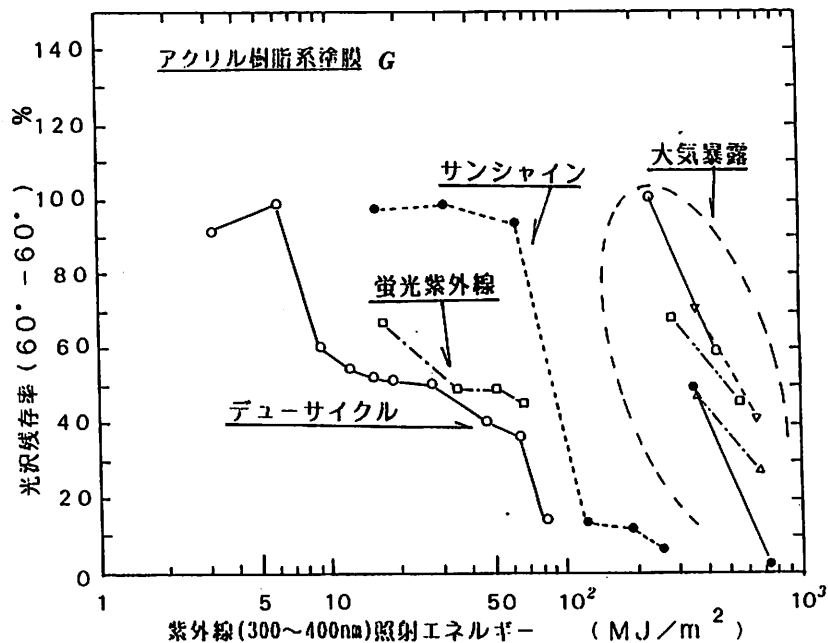 アクリル樹脂系塗膜 G
サンシャイン
大気暴露
蛍光紫外線
デューサイクル
光沢残存率(60°-60°) %
140
120
100
80
60
40
20
0
1
5
10
50
10²
500
10³
紫外線(300〜400nm)照射エネルギー (MJ/m²)